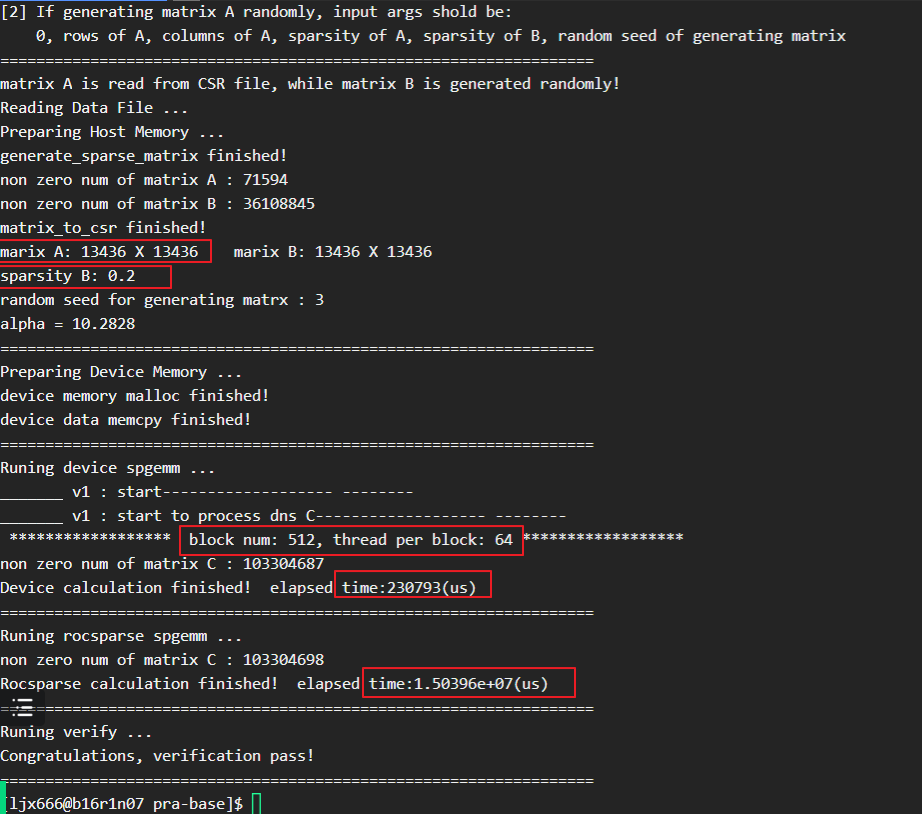 [2] If generating matrix A randomly, input args shold be:
    0, rows of A, columns of A, sparsity of A, sparsity of B, random seed of generating matrix
==================================================================
matrix A is read from CSR file, while matrix B is generated randomly!
Reading Data File ...
Preparing Host Memory ...
generate_sparse_matrix finished!
non zero num of matrix A : 71594
non zero num of matrix B : 36108845
matrix_to_csr finished!
marix A: 13436 X 13436    marix B: 13436 X 13436
sparsity B: 0.2
random seed for generating matrx : 3
alpha = 10.2828
==================================================================
Preparing Device Memory ...
device memory malloc finished!
device data memcpy finished!
==================================================================
Runing device spgemm ...
_______ v1 : start------------------- --------
_______ v1 : start to process dns C------------------- --------
 ****************** block num: 512, thread per block: 64 ******************
non zero num of matrix C : 103304687
Device calculation finished!  elapsed time:230793(us)
==================================================================
Runing rocsparse spgemm ...
non zero num of matrix C : 103304698
Rocsparse calculation finished!  elapsed time:1.50396e+07(us)
==================================================================
Runing verify ...
Congratulations, verification pass!
==================================================================
[ljx666@b16r1n07 pra-base]$